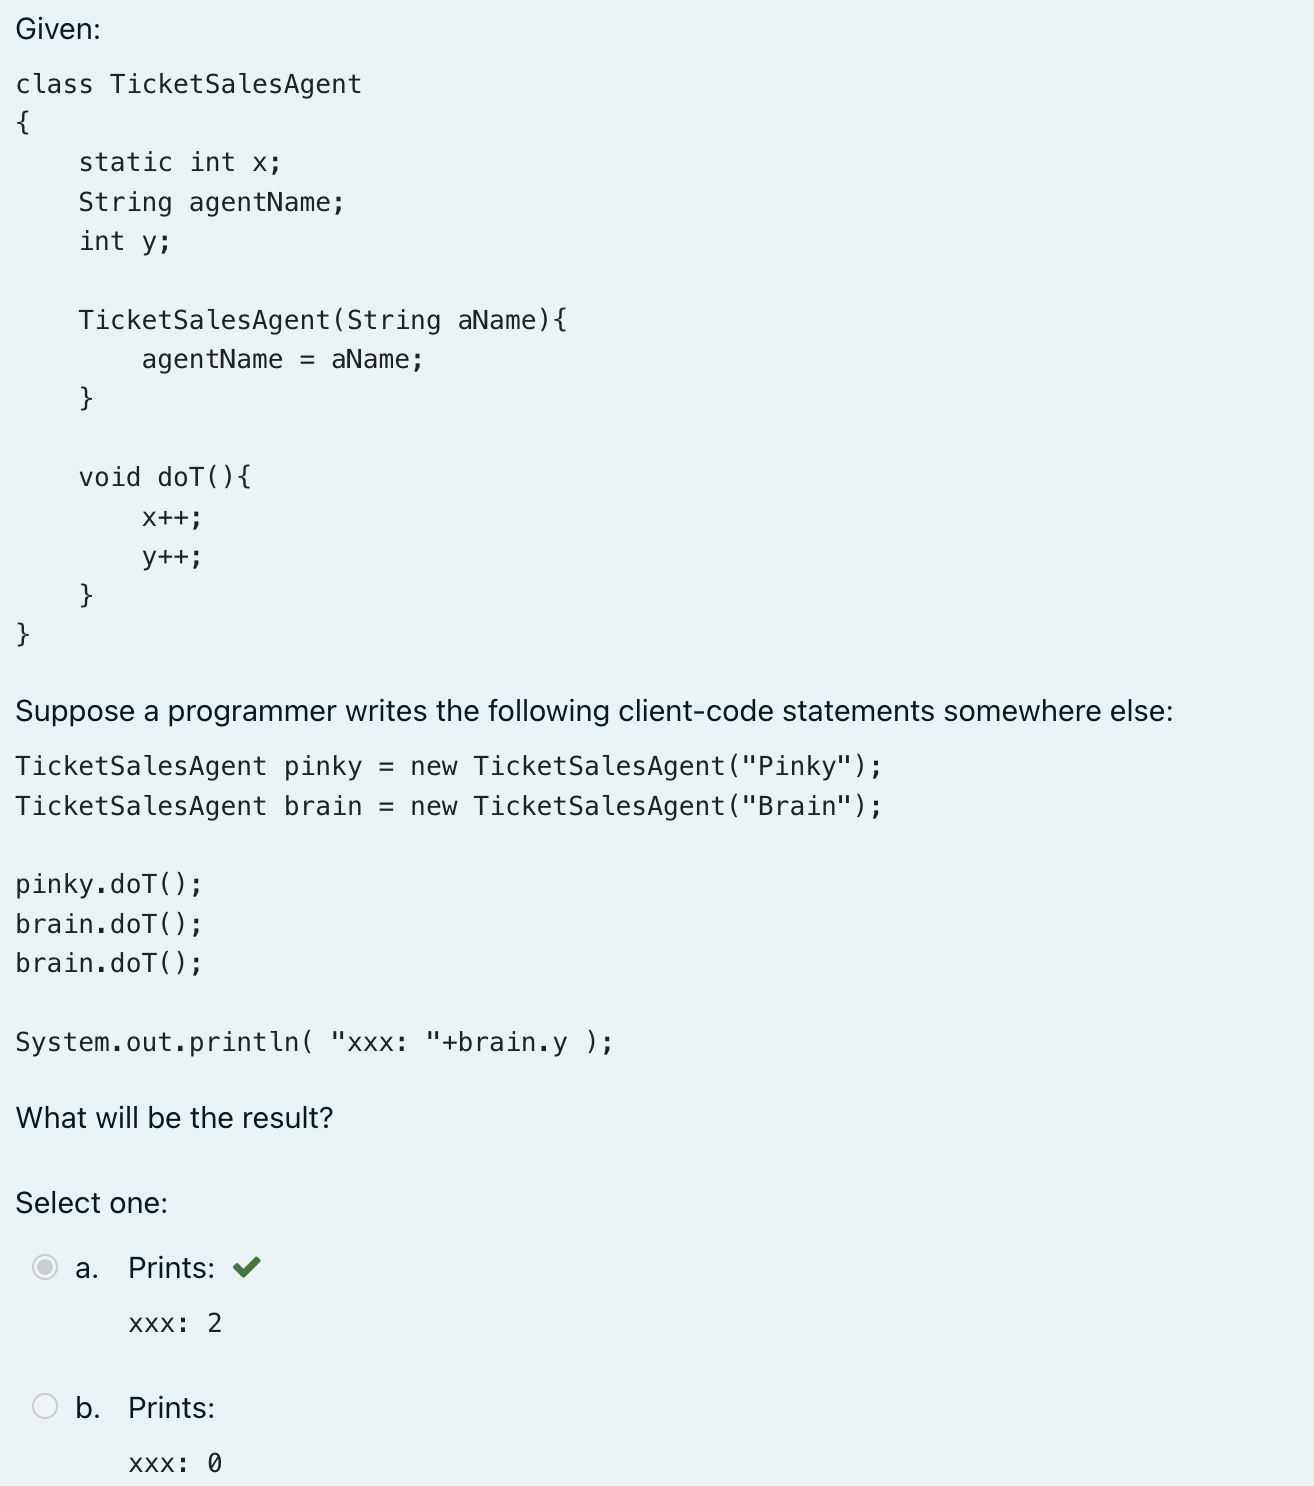 Given:
class TicketSalesAgent
{
    static int x;
    String agentName;
    int y;

    TicketSalesAgent(String aName){
        agentName = aName;
    }

    void doT(){
        x++;
        y++;
    }
}
Suppose a programmer writes the following client-code statements somewhere else:
TicketSalesAgent pinky = new TicketSalesAgent("Pinky");
TicketSalesAgent brain = new TicketSalesAgent("Brain");

pinky.doT();
brain.doT();
brain.doT();

System.out.println( "xxx: "+brain.y );
What will be the result?
Select one:
a. Prints:
xxx: 2
b. Prints:
xxx: 0